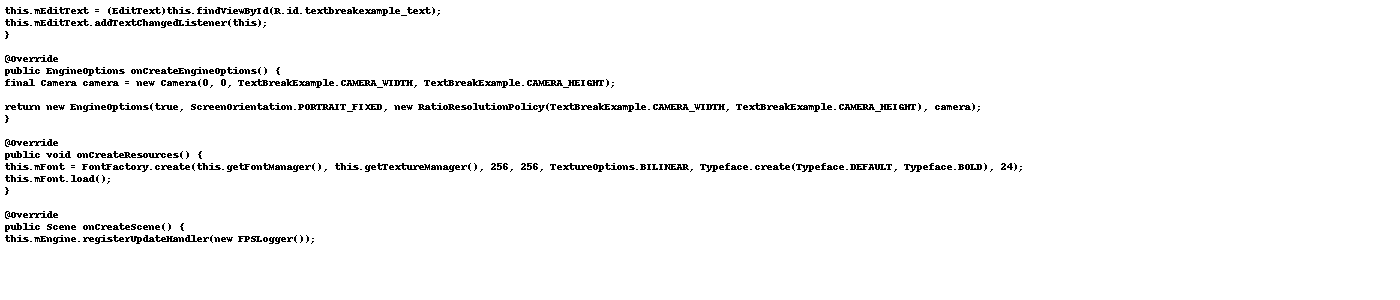 this.mEditText = (EditText)this.findViewById(R.id.textbreakexample_text);
this.mEditText.addTextChangedListener(this);
}

@Override
public EngineOptions onCreateEngineOptions() {
final Camera camera = new Camera(0, 0, TextBreakExample.CAMERA_WIDTH, TextBreakExample.CAMERA_HEIGHT);

return new EngineOptions(true, ScreenOrientation.PORTRAIT_FIXED, new RatioResolutionPolicy(TextBreakExample.CAMERA_WIDTH, TextBreakExample.CAMERA_HEIGHT), camera);
}

@Override
public void onCreateResources() {
this.mFont = FontFactory.create(this.getFontManager(), this.getTextureManager(), 256, 256, TextureOptions.BILINEAR, Typeface.create(Typeface.DEFAULT, Typeface.BOLD), 24);
this.mFont.load();
}

@Override
public Scene onCreateScene() {
this.mEngine.registerUpdateHandler(new FPSLogger());